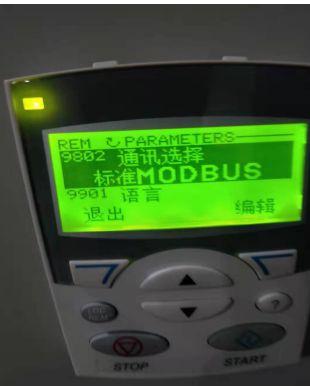 REM ↻ PARAMETERS
9802 通讯选择
标准MODBUS
9901 语言
退出 编辑
LOC
REM
?
STOP START